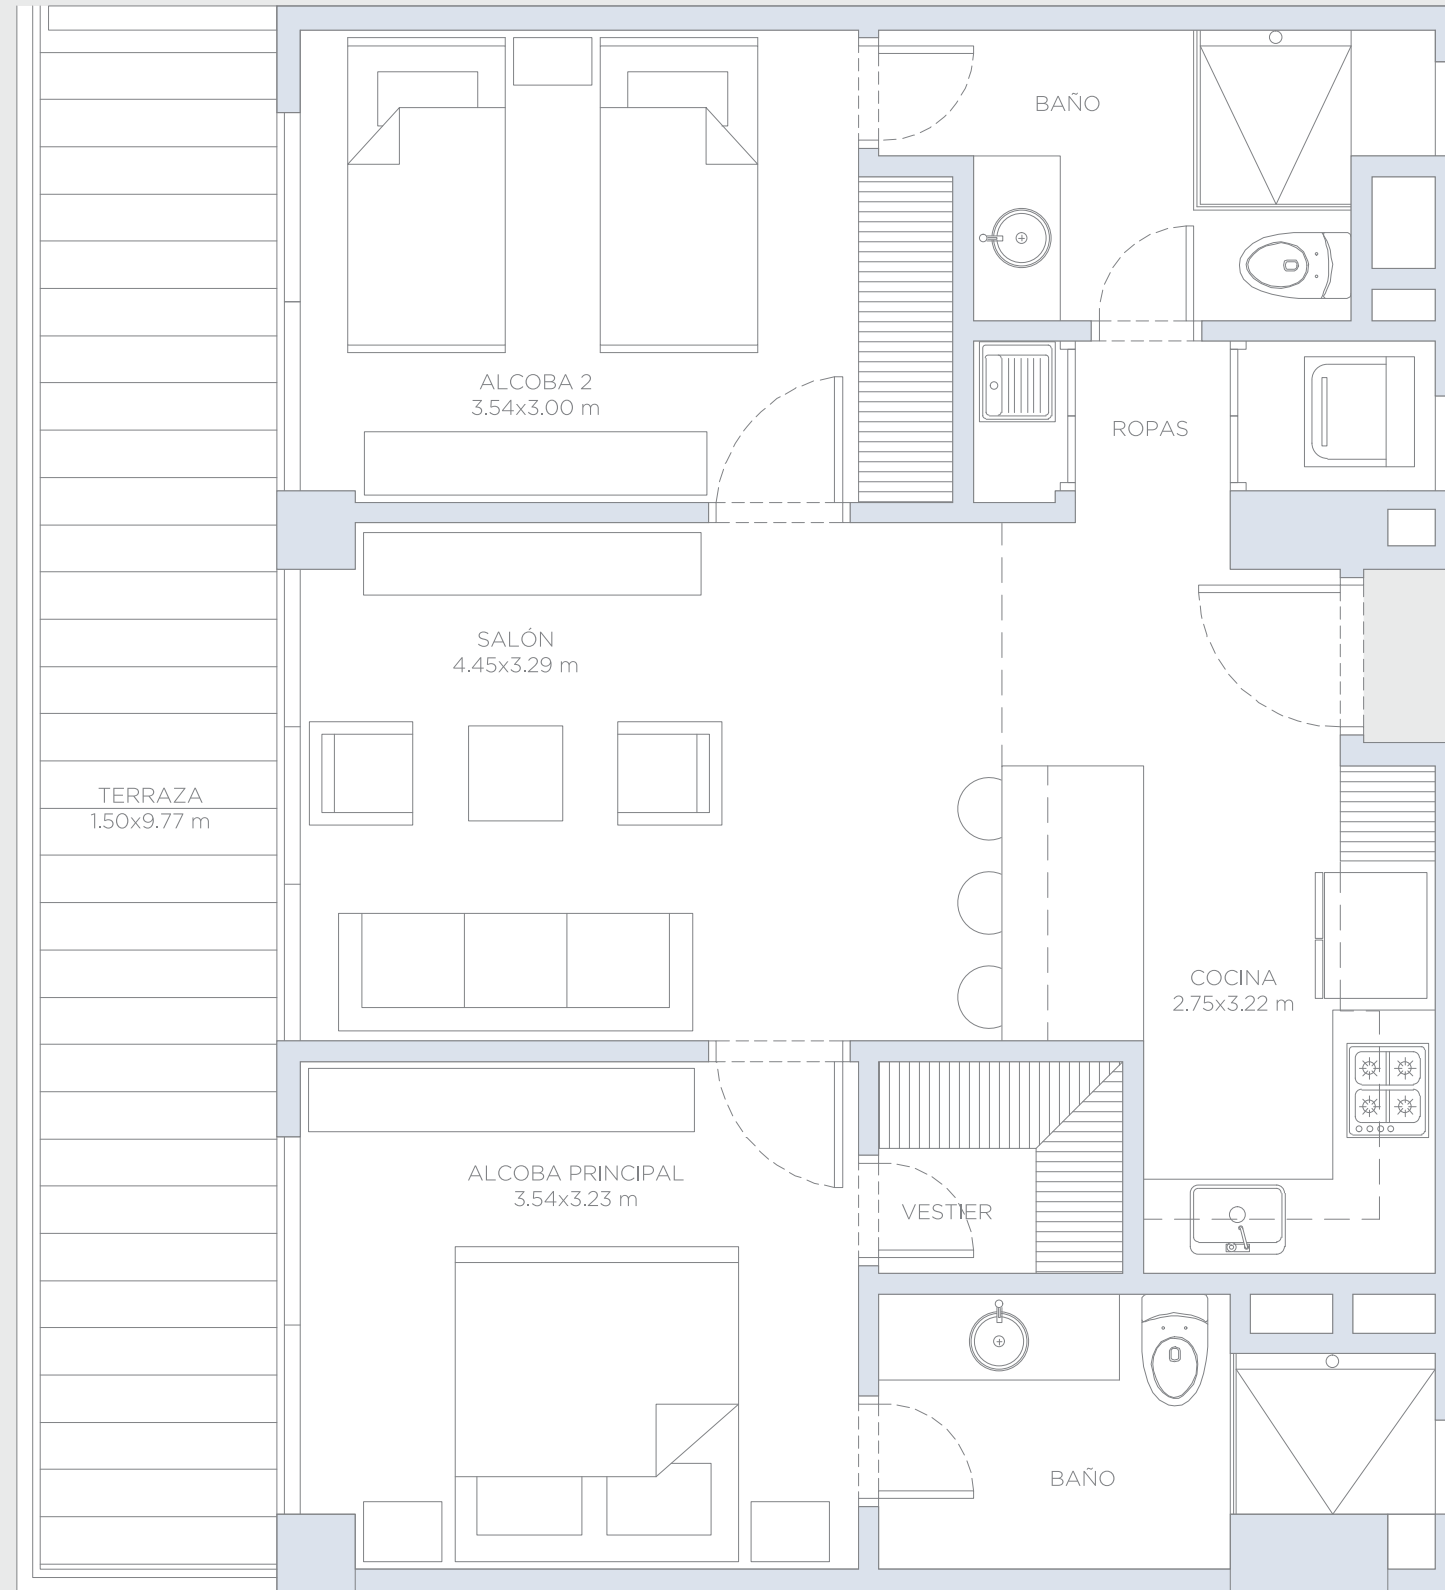 BAÑO
ALCOBA 2
3.54x3.00 m
ROPAS
SALÓN
4.45x3.29 m
TERRAZA
1.50x9.77 m
COCINA
2.75x3.22 m
ALCOBA PRINCIPAL
3.54x3.23 m
VESTIER
BAÑO